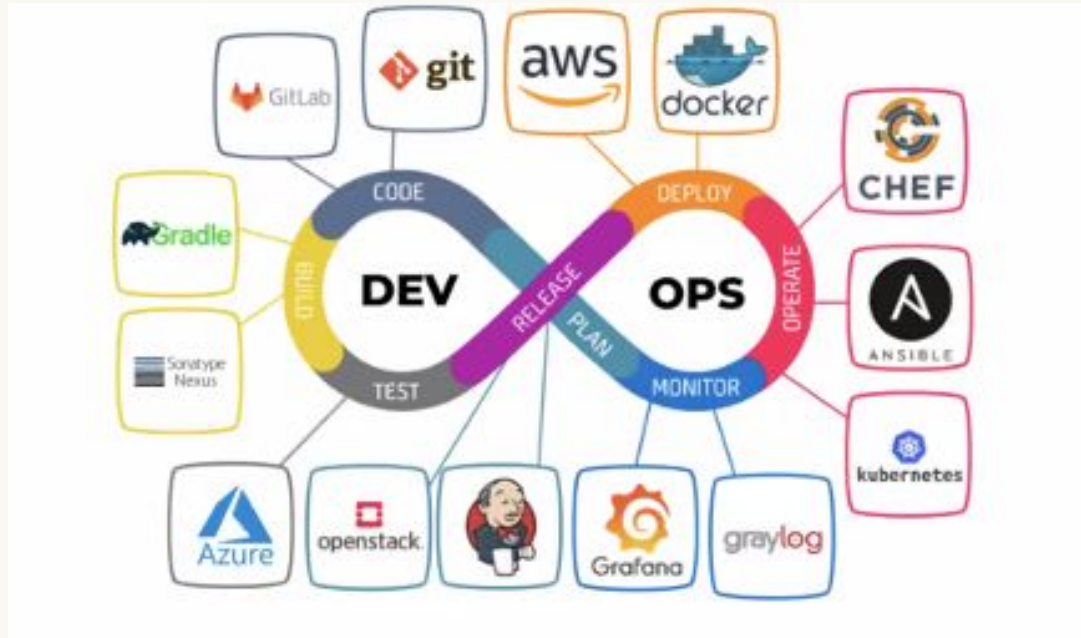 GitLab
git
aws
docker
CHEF
CODE
DEPLOY
Gradle
BUILD
DEV
RELEASE
OPS
OPERATE
ANSIBLE
PLAN
Sonatype
Nexus
TEST
MONITOR
kubernetes
Azure
openstack.
Grafana
graylog